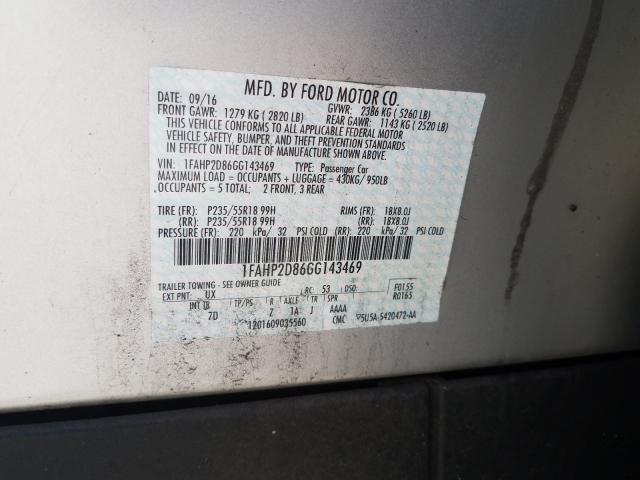 MFD. BY FORD MOTOR CO.
DATE: 09/16 GVWR: 2386 KG ( 5260 LB)
FRONT GAWR: 1279 KG ( 2820 LB) REAR GAWR: 1143 KG ( 2520 LB)
THIS VEHICLE CONFORMS TO ALL APPLICABLE FEDERAL MOTOR
VEHICLE SAFETY, BUMPER, AND THEFT PREVENTION STANDARDS
IN EFFECT ON THE DATE OF MANUFACTURE SHOWN ABOVE.
VIN: 1FAHP2D86GG143469 TYPE: Passenger Car
MAXIMUM LOAD = OCCUPANTS + LUGGAGE = 430KG/ 950LB
OCCUPANTS = 5 TOTAL; 2 FRONT, 3 REAR
TIRE (FR): P235/55R18 99H RIMS (FR): 18X8.0J
(RR): P235/55R18 99H (RR): 18X8.0J
PRESSURE (FR): 220 kPa/ 32 PSI COLD (RR): 220 kPa/ 32 PSI COLD
1FAHP2D86GG143469
TRAILER TOWING - SEE OWNER GUIDE
EXT PNT: UX RC: 53 DSO: F0155
R0165
INT TR TP/PS R AXLE TR SPR
7D Z 1A J AAAA
1201609035560 CMC 5U5A-5420472-AA